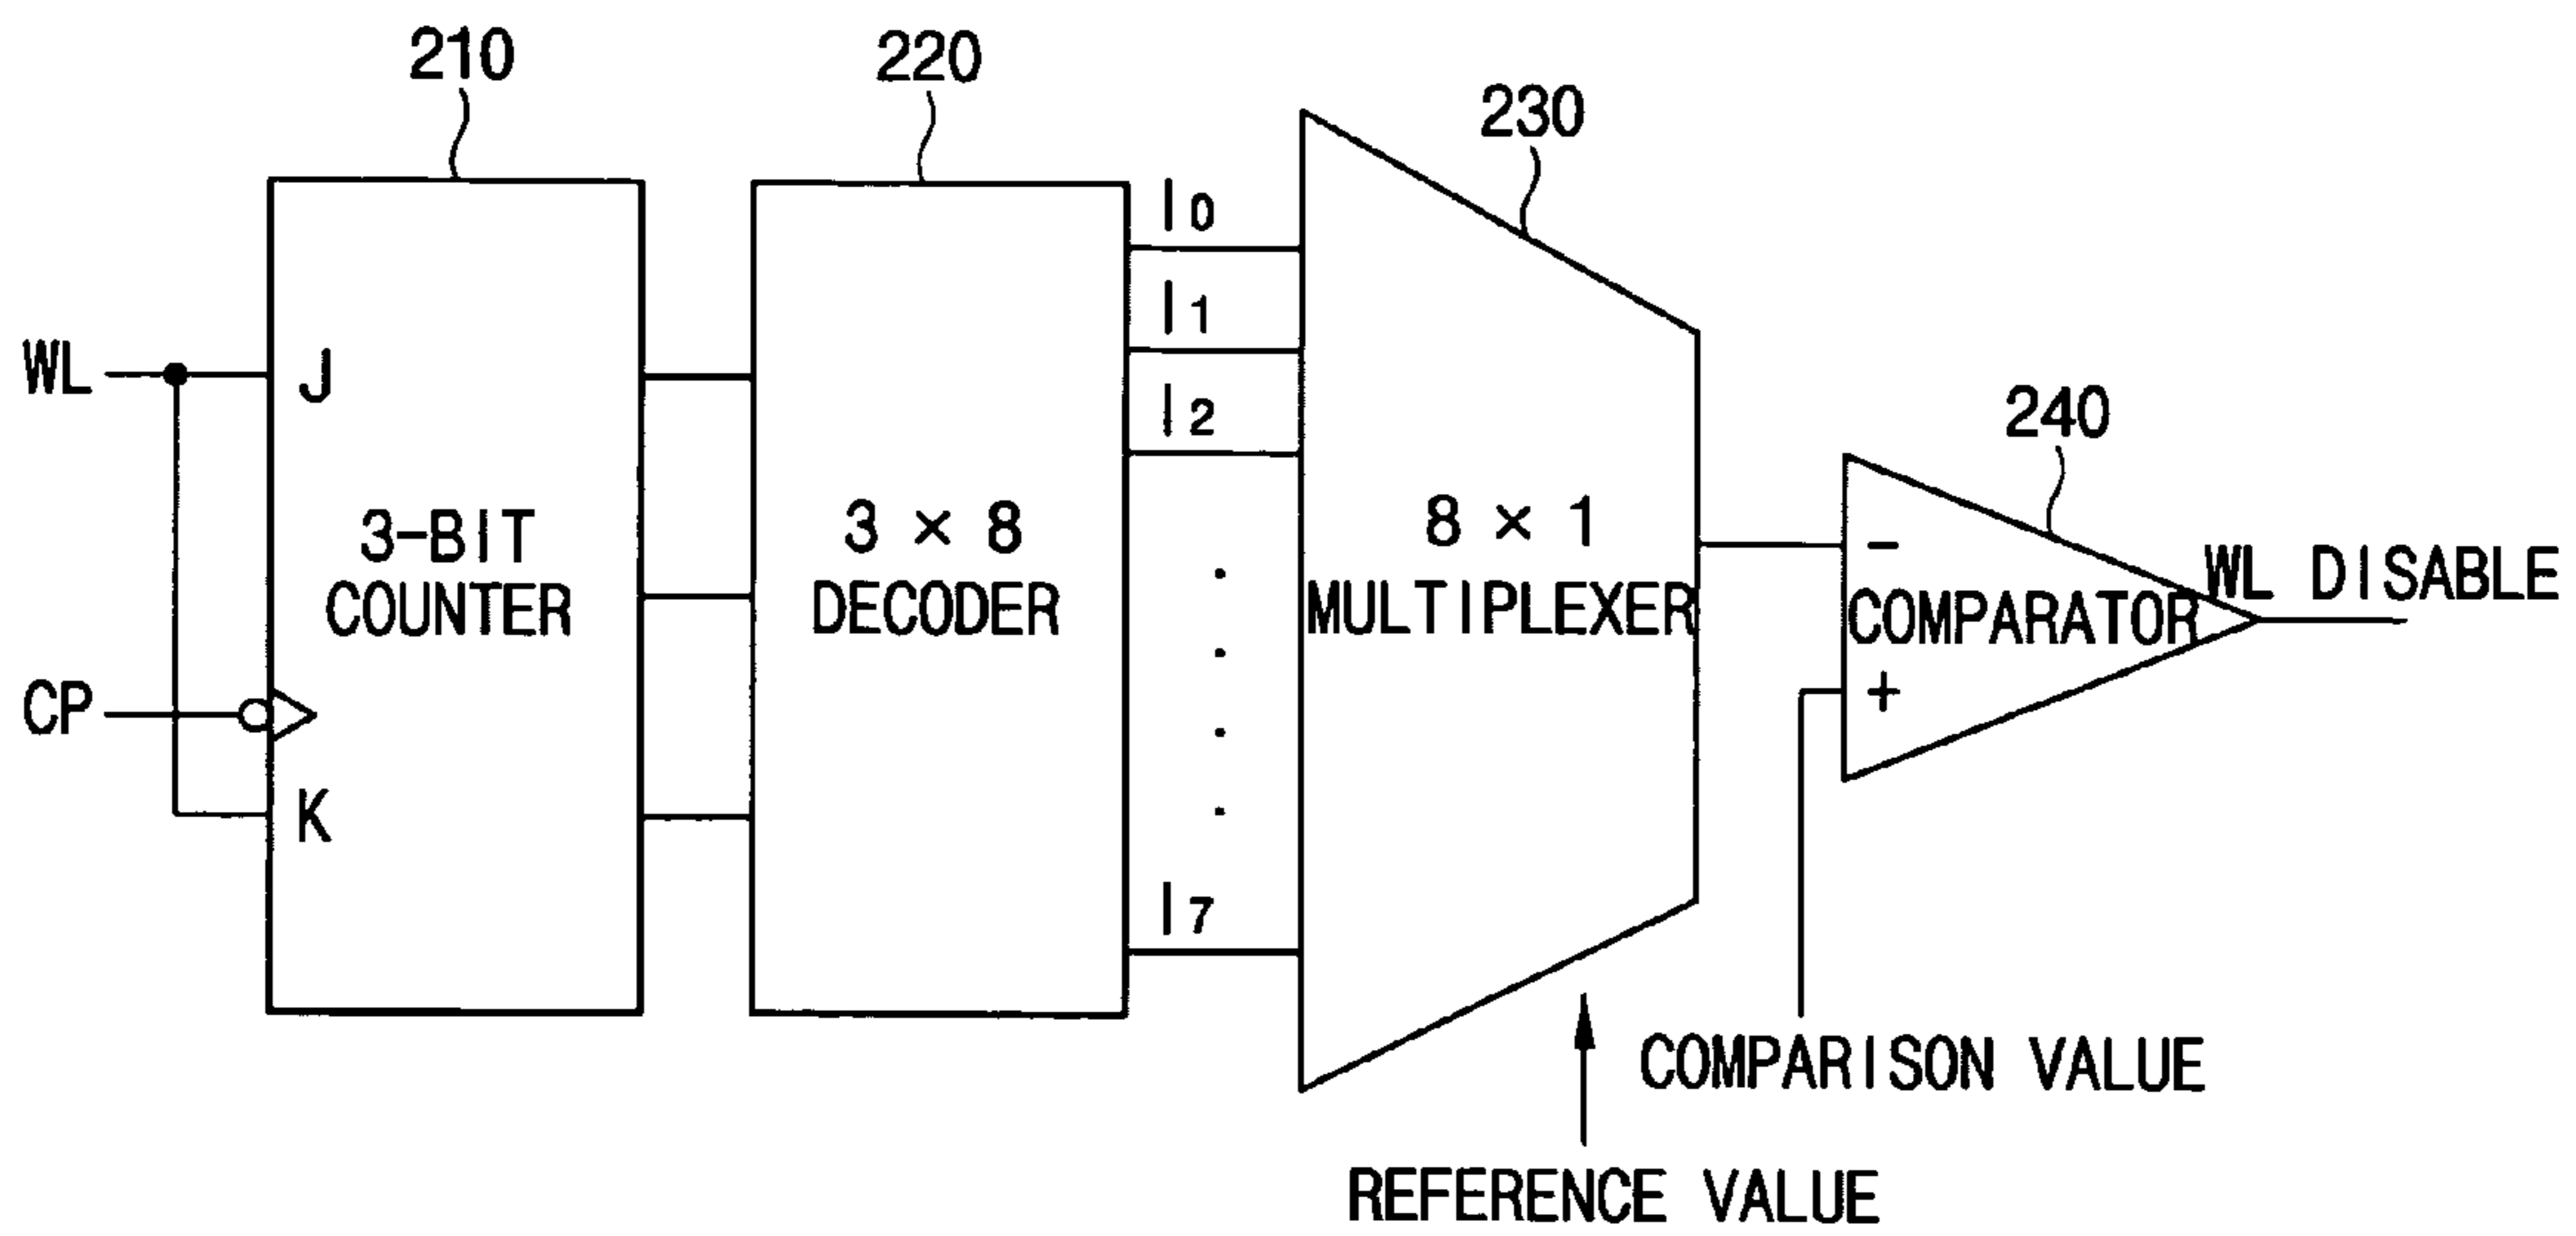 210
220
230
240
WL
CP
J
K
3-BIT
COUNTER
3 × 8
DECODER
I0
I1
I2
I7
8 × 1
MULTIPLEXER
-
COMPARATOR
+
WL DISABLE
COMPARISON VALUE
REFERENCE VALUE